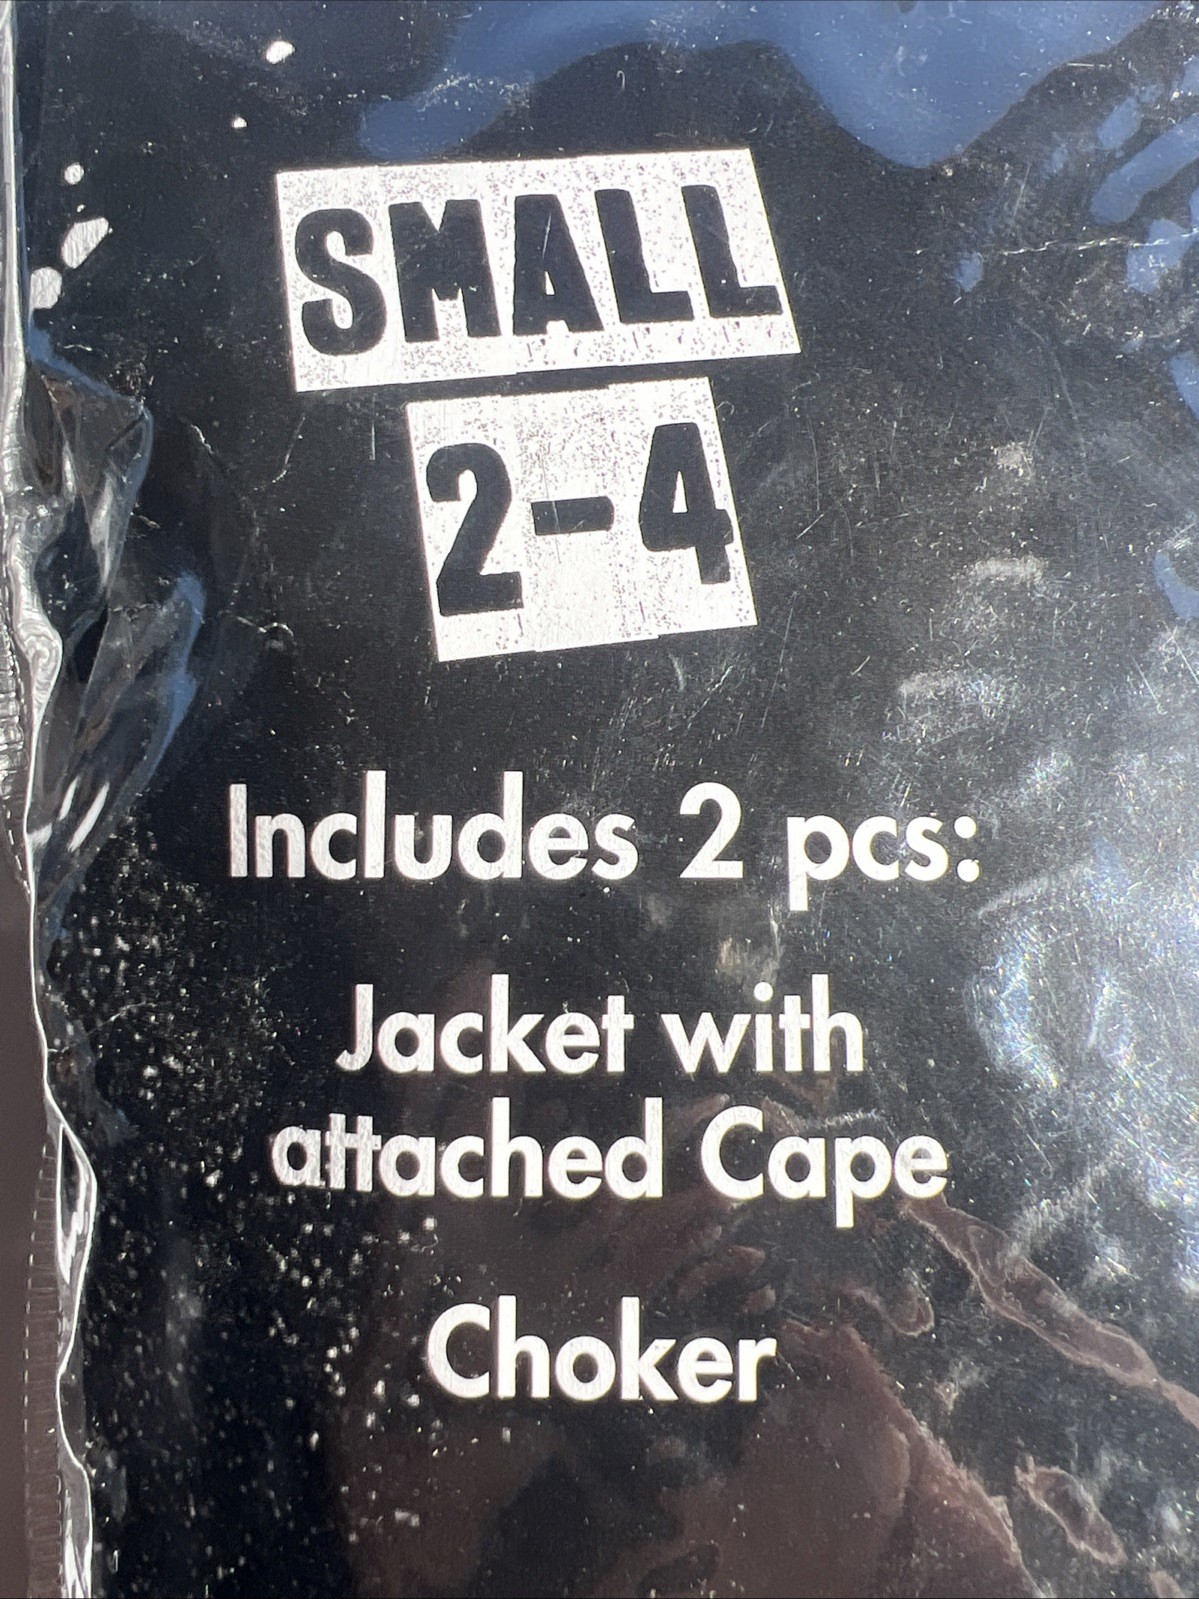 SMALL
2-4
Includes 2 pcs:
Jacket with
attached Cape
Choker